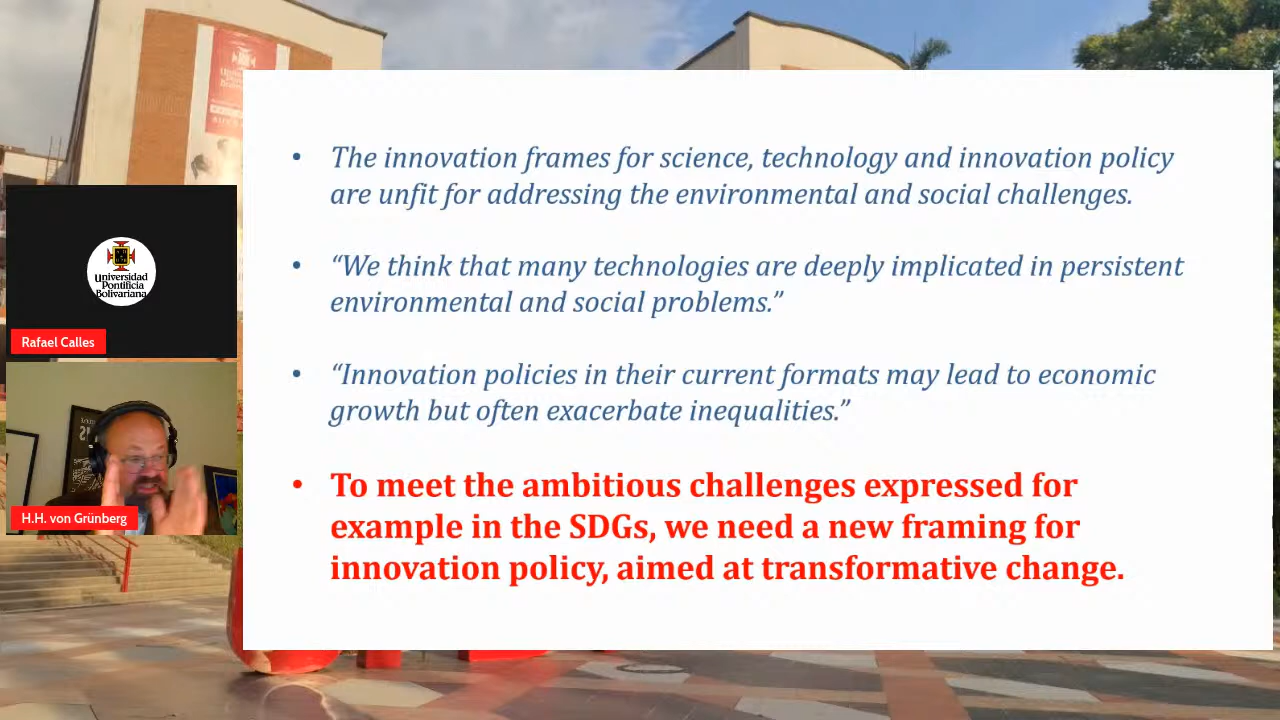 • The innovation frames for science, technology and innovation policy
are unfit for addressing the environmental and social challenges.
• “We think that many technologies are deeply implicated in persistent
environmental and social problems.”
• “Innovation policies in their current formats may lead to economic
growth but often exacerbate inequalities.”
• To meet the ambitious challenges expressed for
example in the SDGs, we need a new framing for
innovation policy, aimed at transformative change.
Universidad
Pontificia
Bolivariana
Rafael Calles
H.H. von Grünberg